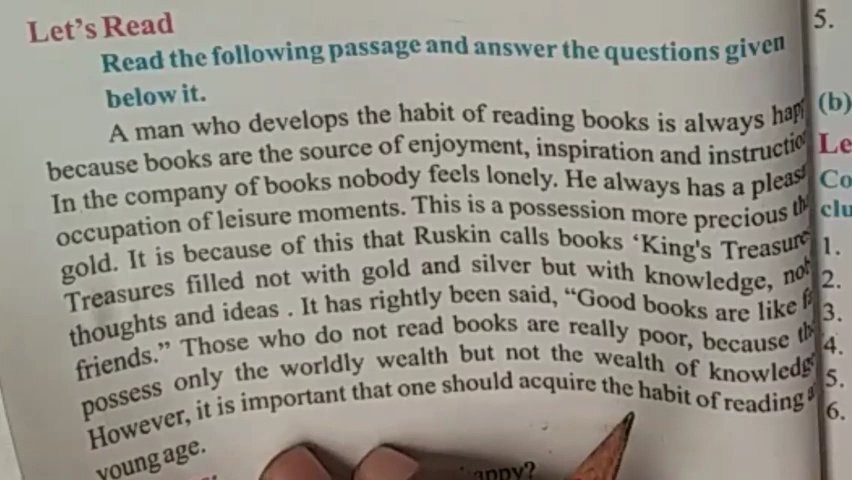 Let's Read
Read the following passage and answer the questions given
below it.
A man who develops the habit of reading books is always
because books are the source of enjoyment, inspiration and
In the company of books nobody feels lonely. He always has a
occupation of leisure moments. This is a possession more precious
gold. It is because of this that Ruskin calls books 'King's
Treasures filled not with gold and silver but with knowledge,
thoughts and ideas . It has rightly been said, "Good books are like
friends." Those who do not read books are really poor, because
possess only the worldly wealth but not the wealth of
However, it is important that one should acquire the habit of reading
young age.
5.
(b)
Le
Co
clu
1.
2.
3.
4.
5.
6.